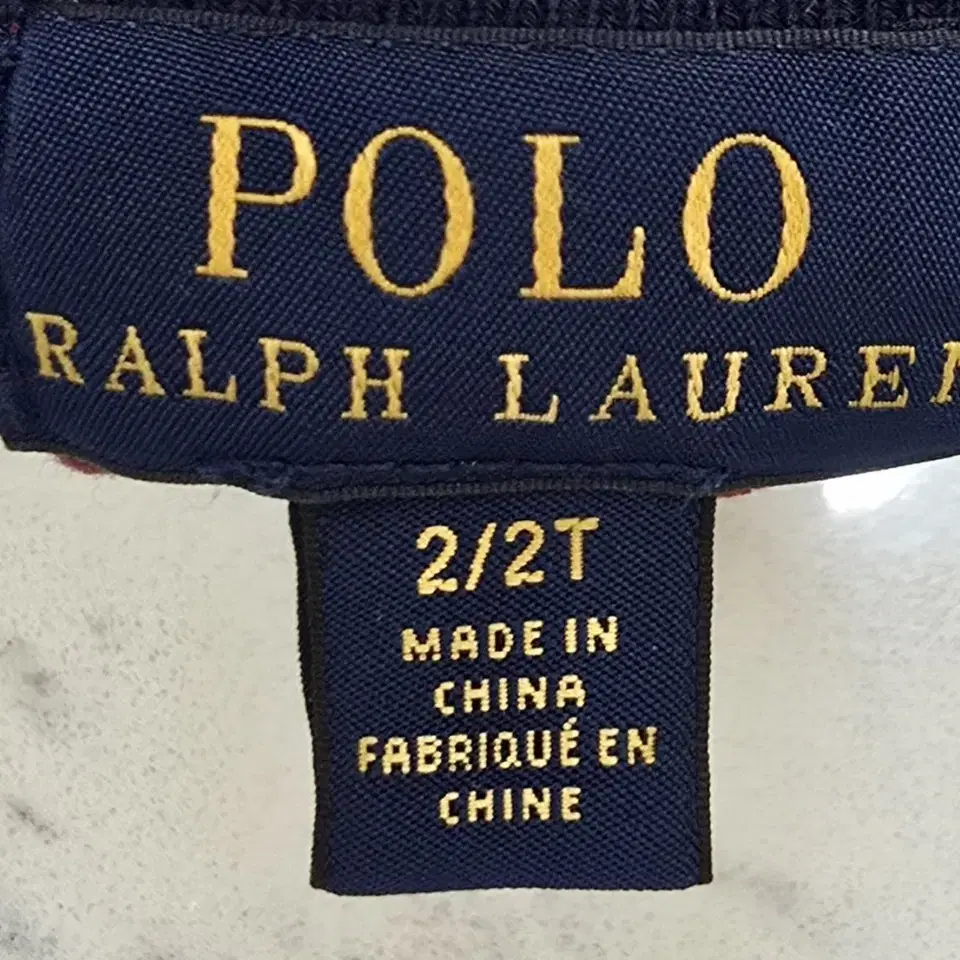 POLO
RALPH LAUREN
2/2T
MADE IN
CHINA
FABRIQUÉ EN
CHINE